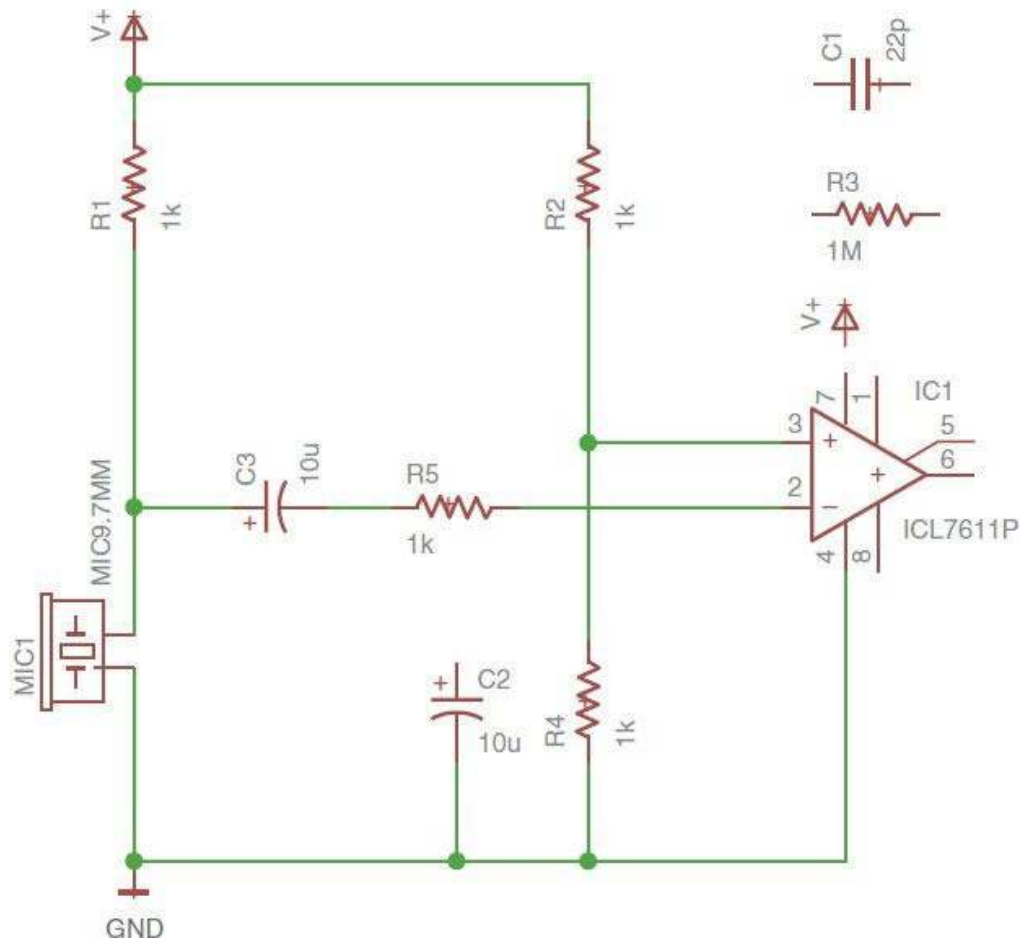 V+
C1
22p
R1
1k
R2
1k
R3
1M
V+
IC1
7
1
5
3
+
6
+
2
−
ICL7611P
4
8
C3
10u
+
R5
1k
MIC9.7MM
MIC1
+
C2
10u
R4
1k
GND